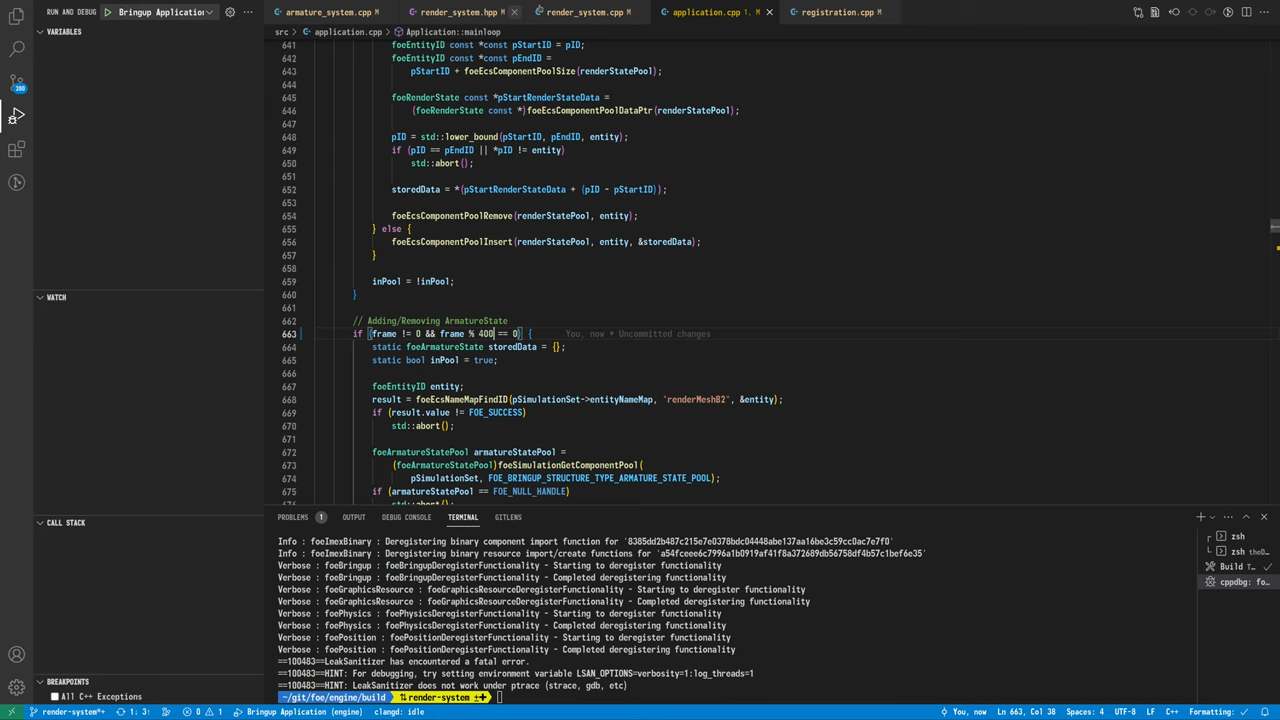 RUN AND DEBUG Bringup Application
armature_system.cpp M render_system.hpp M render_system.cpp M application.cpp 1, M registration.cpp M
src > application.cpp > Application::mainloop
VARIABLES
WATCH
CALL STACK
BREAKPOINTS
All C++ Exceptions
280
641 foeEntityID const *const pStartID = pID;
642 foeEntityID const *const pEndID =
643 pStartID + foeEcsComponentPoolSize(renderStatePool);
644
645 foeRenderState const *pStartRenderStateData =
646 (foeRenderState const *)foeEcsComponentPoolDataPtr(renderStatePool);
647
648 pID = std::lower_bound(pStartID, pEndID, entity);
649 if (pID == pEndID || *pID != entity)
650 std::abort();
651
652 storedData = *(pStartRenderStateData + (pID - pStartID));
653
654 foeEcsComponentPoolRemove(renderStatePool, entity);
655 } else {
656 foeEcsComponentPoolInsert(renderStatePool, entity, &storedData);
657 }
658
659 inPool = !inPool;
660 }
661
662 // Adding/Removing ArmatureState
663 if (frame != 0 && frame % 400 == 0) { You, now • Uncommitted changes
664 static foeArmatureState storedData = {};
665 static bool inPool = true;
666
667 foeEntityID entity;
668 result = foeEcsNameMapFindID(pSimulationSet->entityNameMap, "renderMeshB2", &entity);
669 if (result.value != FOE_SUCCESS)
670 std::abort();
671
672 foeArmatureStatePool armatureStatePool =
673 (foeArmatureStatePool)foeSimulationGetComponentPool(
674 pSimulationSet, FOE_BRINGUP_STRUCTURE_TYPE_ARMATURE_STATE_POOL);
675 if (armatureStatePool == FOE_NULL_HANDLE)
676 std::abort();
PROBLEMS 1 OUTPUT DEBUG CONSOLE TERMINAL GITLENS
Info : foeImexBinary : Deregistering binary component import function for '8385dd2b487c215e7e0378bdc04448abe137aa16be3c59cc0ac7e7f0'
Info : foeImexBinary : Deregistering binary resource import/create functions for 'a54fceee6c7996a1b0919af41f8a372689db56758df4b57c1bef6e35'
Verbose : foeBringup : foeBringupDeregisterFunctionality - Starting to deregister functionality
Verbose : foeBringup : foeBringupDeregisterFunctionality - Completed deregistering functionality
Verbose : foeGraphicsResource : foeGraphicsResourceDeregisterFunctionality - Starting to deregister functionality
Verbose : foeGraphicsResource : foeGraphicsResourceDeregisterFunctionality - Completed deregistering functionality
Verbose : foePhysics : foePhysicsDeregisterFunctionality - Starting to deregister functionality
Verbose : foePhysics : foePhysicsDeregisterFunctionality - Completed deregistering functionality
Verbose : foePosition : foePositionDeregisterFunctionality - Starting to deregister functionality
Verbose : foePosition : foePositionDeregisterFunctionality - Completed deregistering functionality
==100483==LeakSanitizer has encountered a fatal error.
==100483==HINT: For debugging, try setting environment variable LSAN_OPTIONS=verbosity=1:log_threads=1
==100483==HINT: LeakSanitizer does not work under ptrace (strace, gdb, etc)
~/git/foe/engine/build render-system ±✚
zsh
zsh theD...
Build T...
cppdbg: fo...
render-system*+ 1↓ 3↑ 0 1 Bringup Application (engine) clangd: idle You, now Ln 663, Col 38 Spaces: 4 UTF-8 LF C++ Formatting: ✓